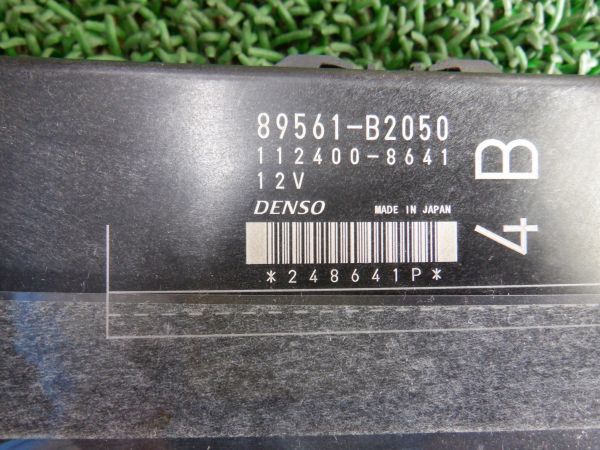 89561-B2050
112400-8641
12V
DENSO MADE IN JAPAN
*248641P*
4B